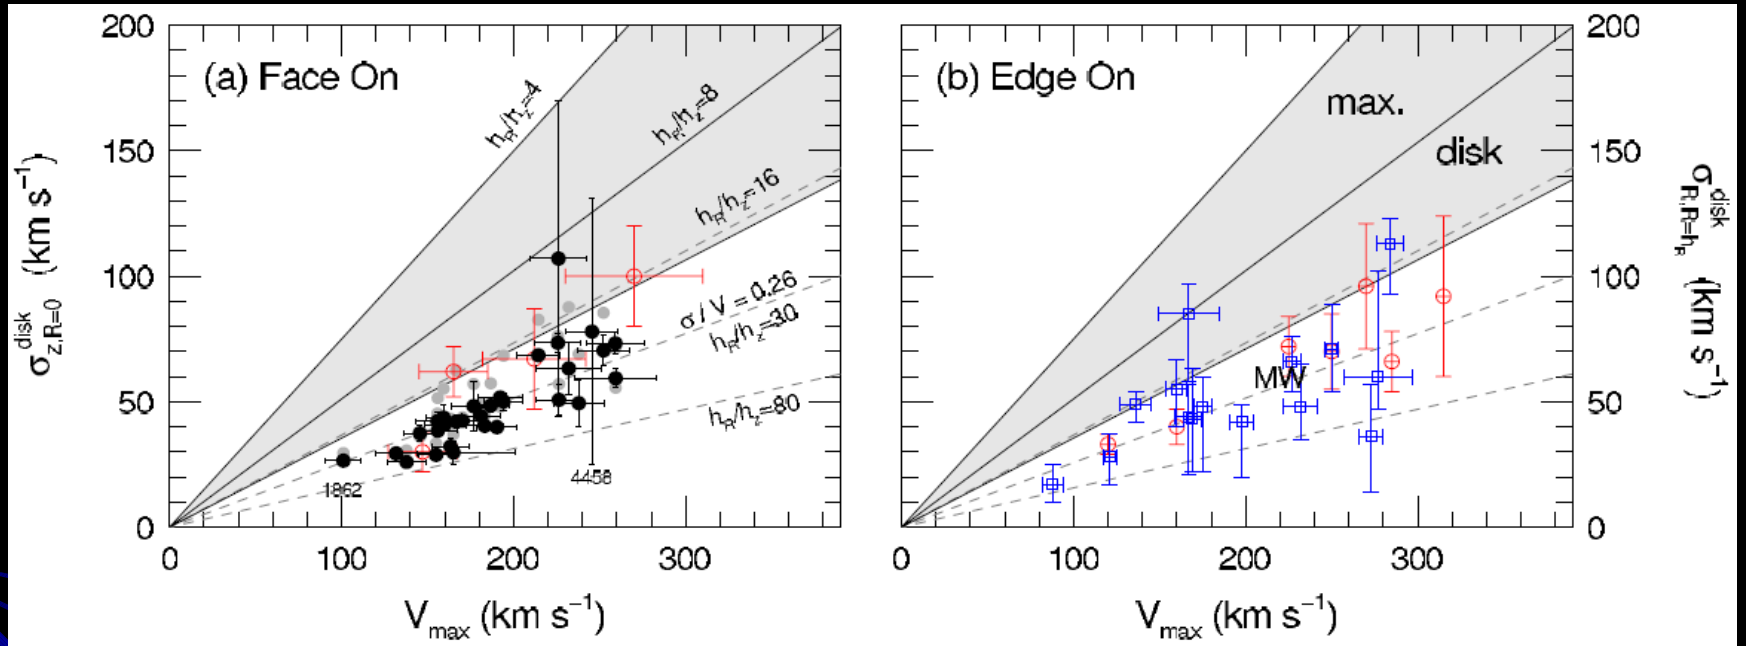 (a) Face On
(b) Edge On
200
150
100
50
0
0 100 200 300
V_max (km s⁻¹)
σ^disk_z,R=0 (km s⁻¹)
h_R/h_z=4
h_R/h_z=8
h_R/h_z=16
σ / V = 0.26
h_R/h_z=30
h_R/h_z=80
1862
4458
max.
disk
MW
0 100 200 300
V_max (km s⁻¹)
200
150
100
50
0
σ^disk_R,R=h_R (km s⁻¹)